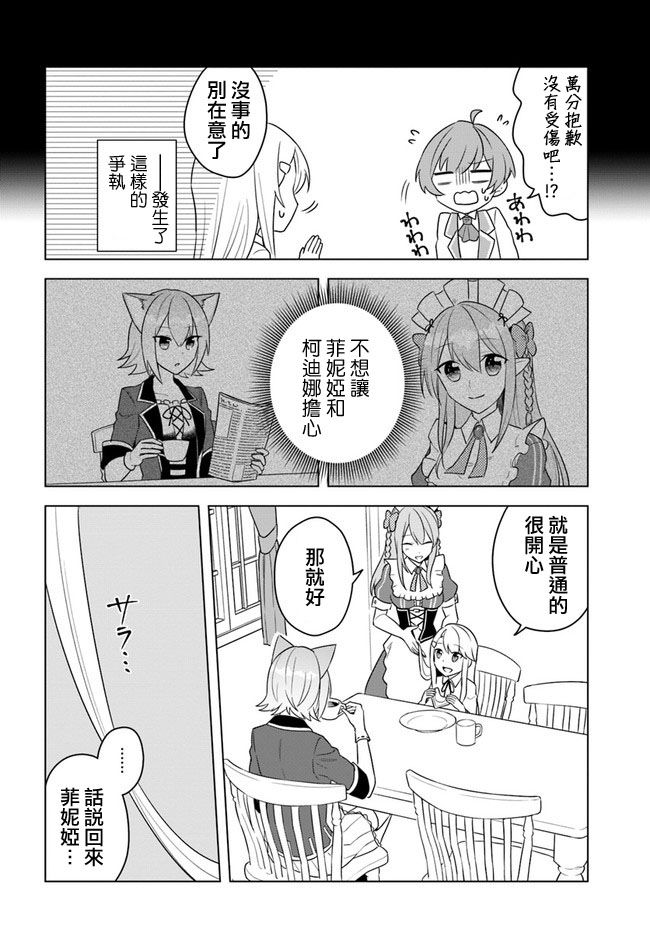 萬分抱歉
沒有受傷吧…!?
あわわ
わわわ
沒事的
別在意了
——發生了
這樣的
爭執
不想讓
菲妮婭和
柯迪娜擔心
就是普通的
很開心
那就好
サラ…
……
話説回來
菲妮婭…